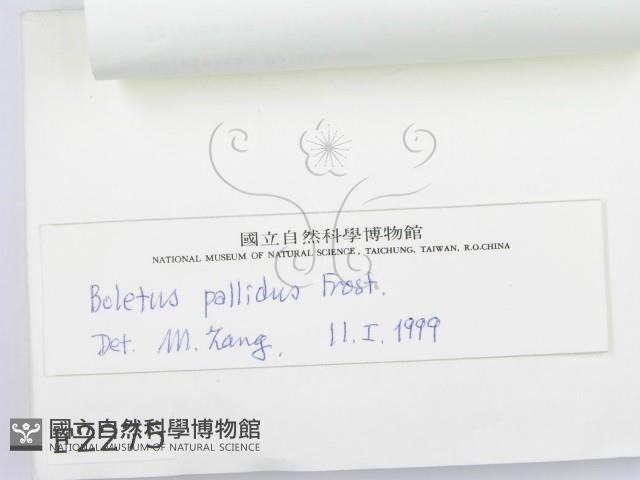 國立自然科學博物館
NATIONAL MUSEUM OF NATURAL SCIENCE, TAICHUNG, TAIWAN, R.O.CHINA
Boletus pallidus Frost.
Det. M. Zang. 11.I.1999
國立自然科學博物館
NATIONAL MUSEUM OF NATURAL SCIENCE
F2275